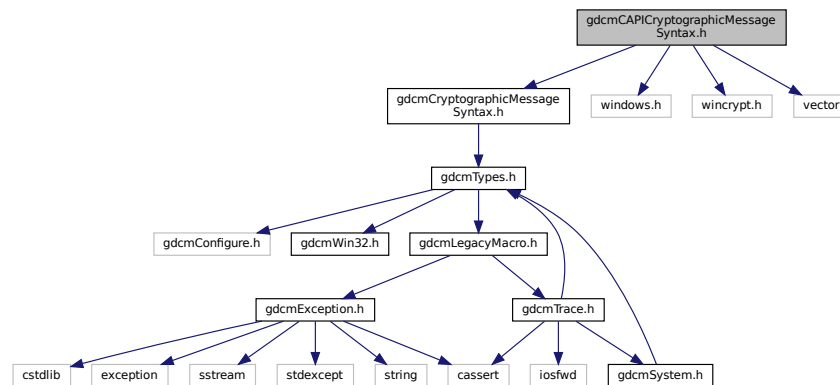 gdcmCAPICryptographicMessage
Syntax.h
gdcmCryptographicMessage
Syntax.h
windows.h
wincrypt.h
vector
gdcmTypes.h
gdcmConfigure.h
gdcmWin32.h
gdcmLegacyMacro.h
gdcmException.h
gdcmTrace.h
cstdlib
exception
sstream
stdexcept
string
cassert
iosfwd
gdcmSystem.h